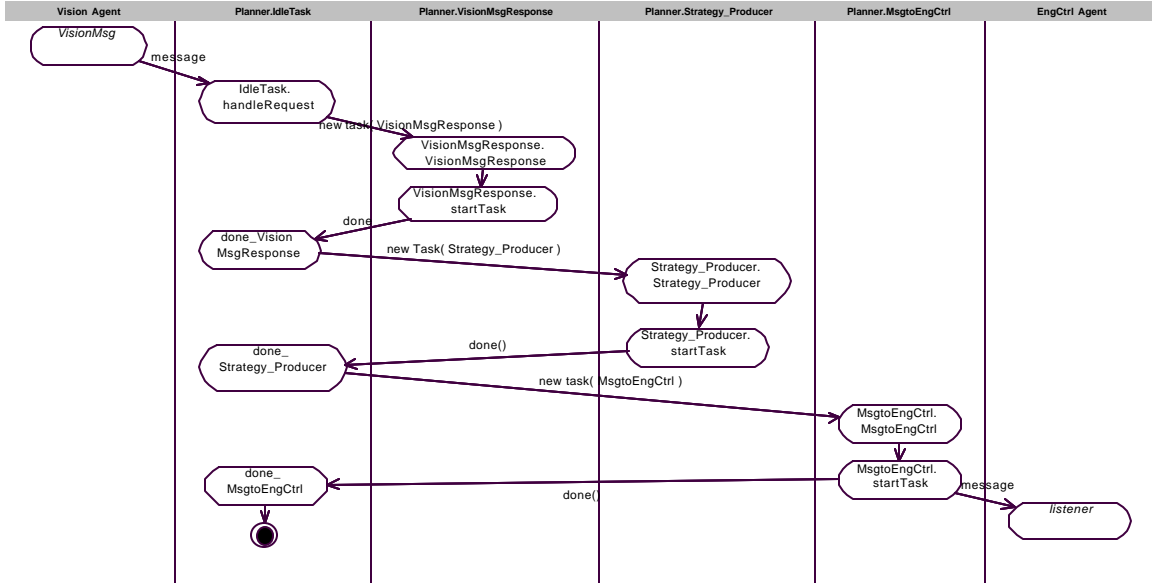 Vision Agent
Planner.IdleTask
Planner.VisionMsgResponse
Planner.Strategy_Producer
Planner.MsgtoEngCtrl
EngCtrl Agent
VisionMsg
message
IdleTask.
handleRequest
new task( VisionMsgResponse )
VisionMsgResponse.
VisionMsgResponse
VisionMsgResponse.
startTask
done
done_Vision
MsgResponse
new Task( Strategy_Producer )
Strategy_Producer.
Strategy_Producer
Strategy_Producer.
startTask
done()
done_
Strategy_Producer
new task( MsgtoEngCtrl )
MsgtoEngCtrl.
MsgtoEngCtrl
MsgtoEngCtrl.
startTask
done_
MsgtoEngCtrl
done()
message
listener